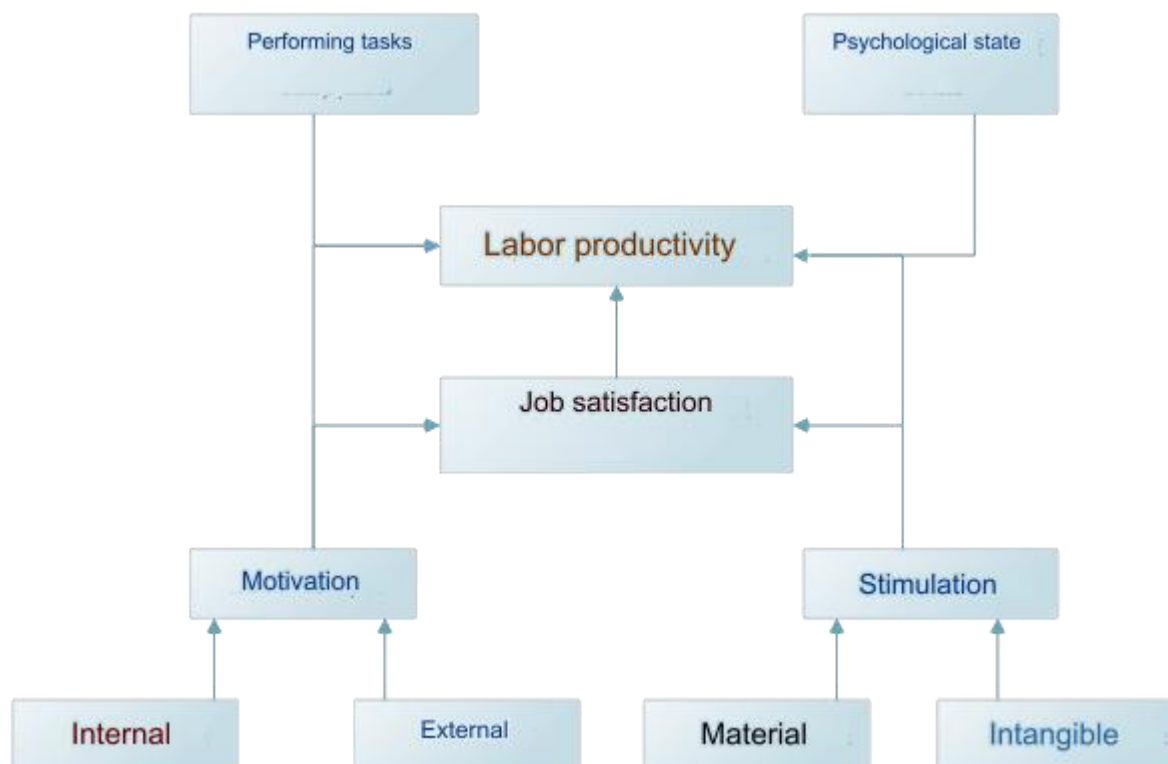 Performing tasks
Psychological state
Labor productivity
Job satisfaction
Motivation
Stimulation
Internal
External
Material
Intangible